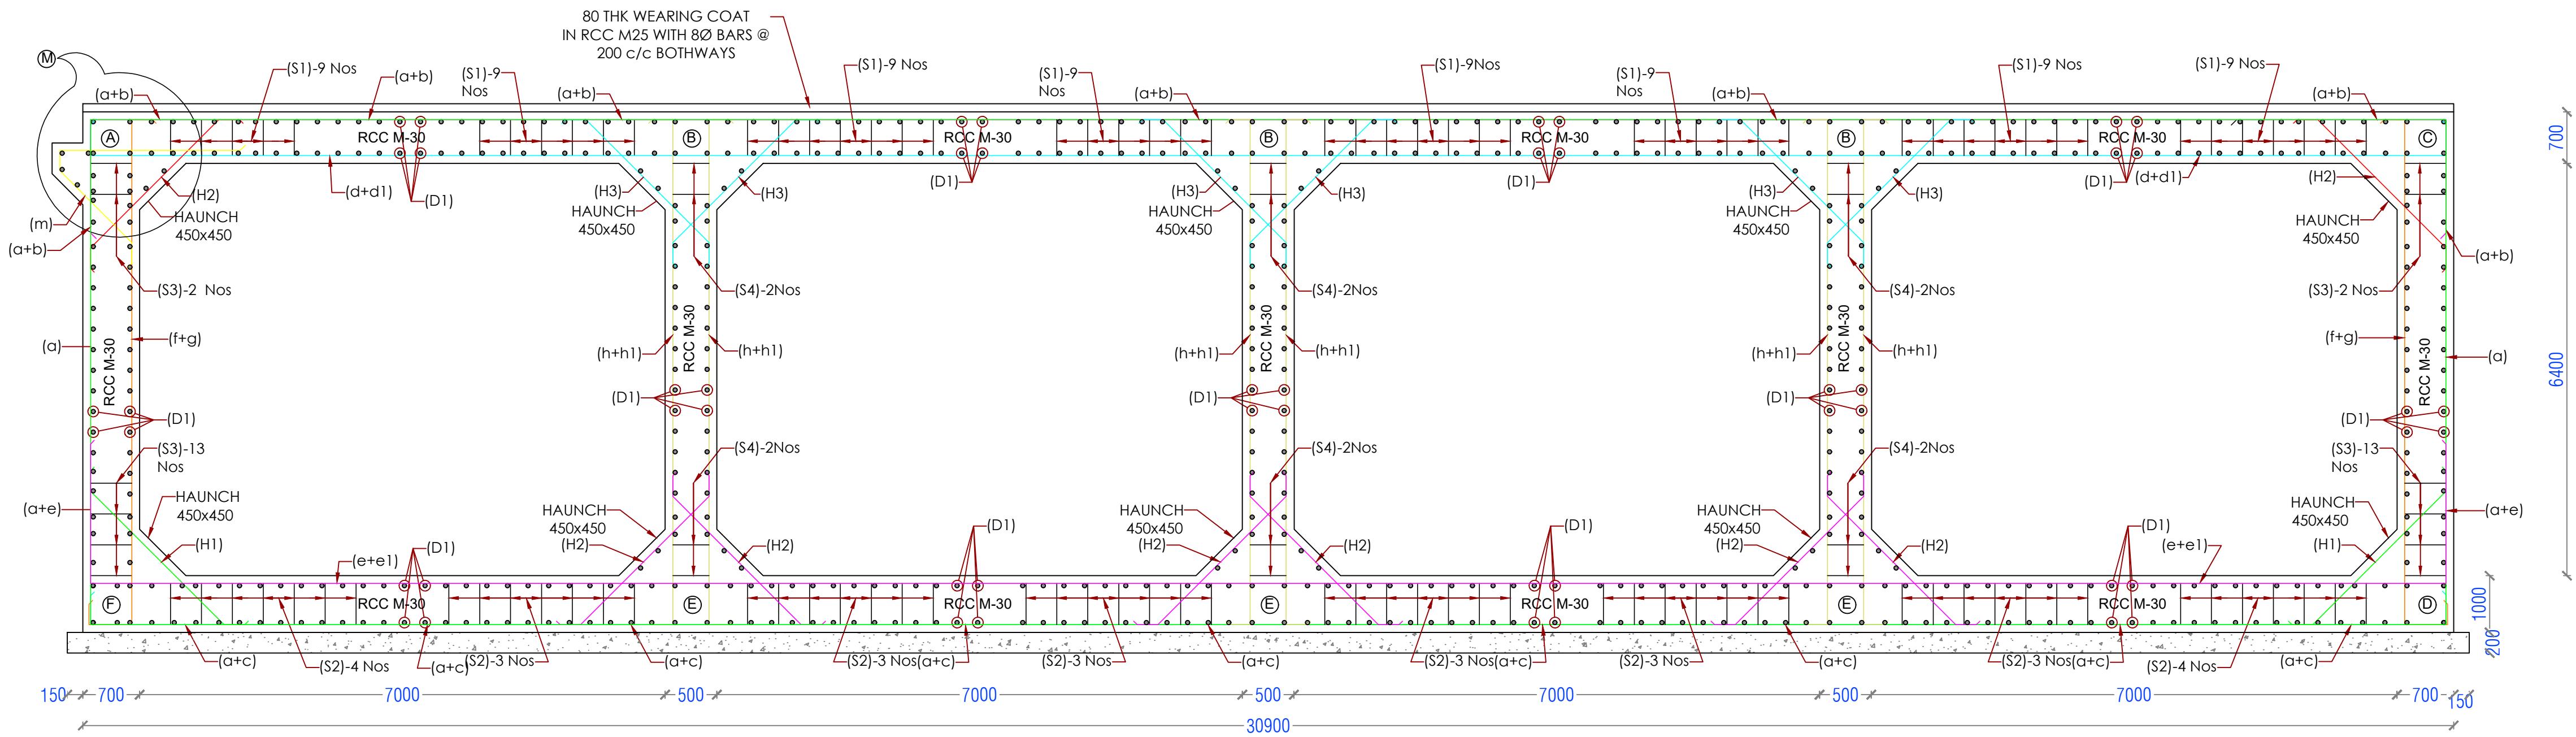 80 THK WEARING COAT
IN RCC M25 WITH 8Ø BARS @
200 c/c BOTHWAYS
M
(S1)-9 Nos
(a+b)
(S1)-9
Nos
(a+b)
(S1)-9 Nos
(S1)-9
Nos
(a+b)
(S1)-9Nos
(S1)-9
Nos
(a+b)
(S1)-9 Nos
(S1)-9 Nos
(a+b)
(a+b)
A
RCC M-30
B
RCC M-30
B
RCC M-30
B
RCC M-30
C
700
(m)
(a+b)
(H2)
HAUNCH
450x450
(d+d1)
(D1)
(H3)
HAUNCH
450x450
(H3)
(D1)
(H3)
HAUNCH
450x450
(H3)
(D1)
(H3)
HAUNCH
450x450
(H3)
(D1)
(d+d1)
(H2)
HAUNCH
450x450
(a+b)
(S3)-2 Nos
(S4)-2Nos
(S4)-2Nos
(S4)-2Nos
(S3)-2 Nos
(a)
RCC M-30
(f+g)
(h+h1)
RCC M-30
(h+h1)
(h+h1)
RCC M-30
(h+h1)
(h+h1)
RCC M-30
(h+h1)
(f+g)
RCC M-30
(a)
6400
(D1)
(D1)
(D1)
(D1)
(D1)
(S3)-13
Nos
(S4)-2Nos
(S4)-2Nos
(S4)-2Nos
(S3)-13
Nos
(a+e)
HAUNCH
450x450
(H1)
(e+e1)
(D1)
HAUNCH
450x450
(H2)
(H2)
(D1)
HAUNCH
450x450
(H2)
(H2)
(D1)
HAUNCH
450x450
(H2)
(H2)
(D1)
(e+e1)
HAUNCH
450x450
(H1)
(a+e)
F
RCC M-30
E
RCC M-30
E
RCC M-30
E
RCC M-30
D
1000
200
(a+c)
(S2)-4 Nos
(a+c)
(S2)-3 Nos
(a+c)
(S2)-3 Nos
(a+c)
(S2)-3 Nos
(a+c)
(S2)-3 Nos
(a+c)
(S2)-3 Nos
(a+c)
(S2)-3 Nos
(a+c)
(S2)-4 Nos
(a+c)
150
700
7000
500
7000
500
7000
500
7000
700
150
30900